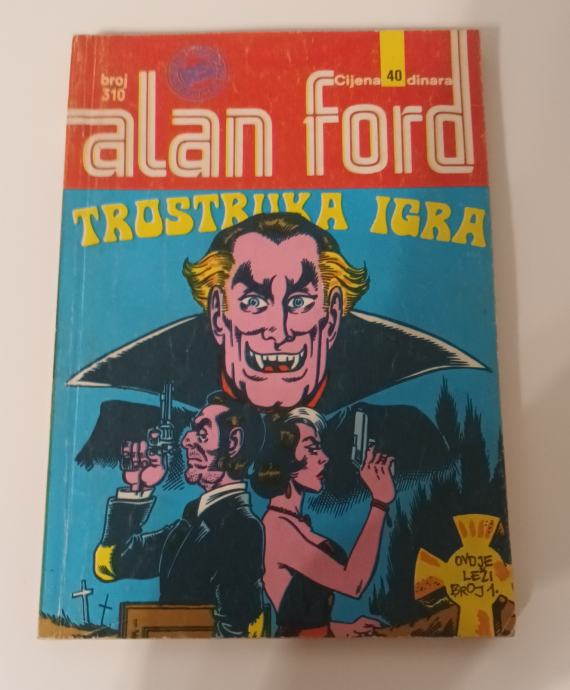 broj
310
Cijena 40 dinara
alan ford
TROSTRUKA IGRA
OVDJE
LEŽI
BROJ 1.